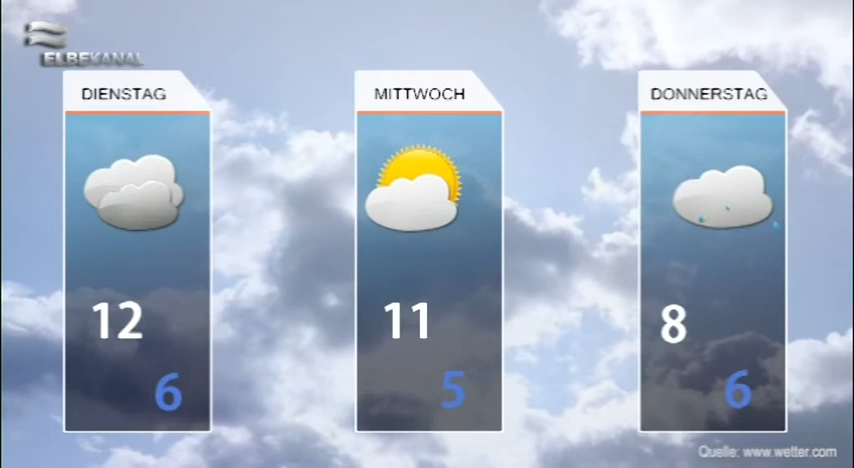 ELBEKANAL
DIENSTAG
MITTWOCH
DONNERSTAG
12
11
8
6
5
6
Quelle: www.wetter.com